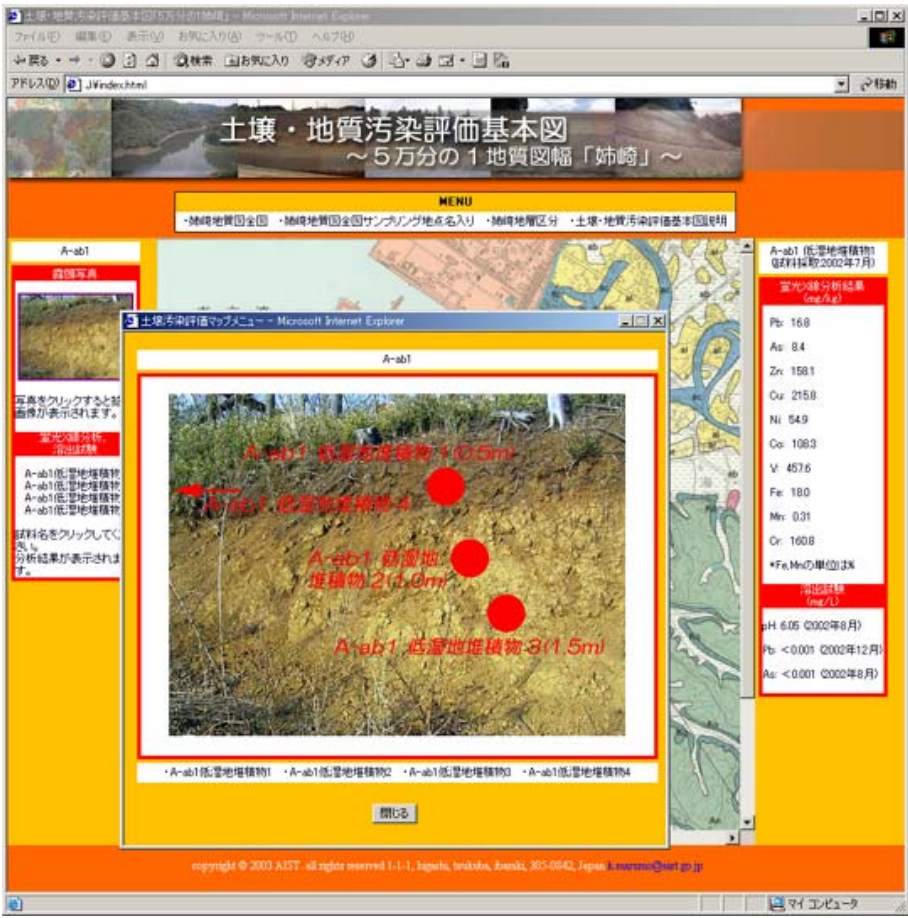 土壌・地質汚染評価基本図「5万分の1姉崎」 - Microsoft Internet Explorer
ファイル(F) 編集(E) 表示(V) お気に入り(A) ツール(T) ヘルプ(H)
戻る 検索 お気に入り メディア
アドレス(D) J:¥index.html 移動
土壌・地質汚染評価基本図
～５万分の１地質図幅「姉崎」～
MENU
・姉崎地質図全図 ・姉崎地質図全図サンプリング地点名入り ・姉崎地層区分 ・土壌・地質汚染評価基本図説明
A-ab1
露頭写真
写真をクリックすると拡
画像が表示されます。
蛍光X線分析、
溶出試験
A-ab1低湿地堆積物
A-ab1低湿地堆積物
A-ab1低湿地堆積物
A-ab1低湿地堆積物
試料名をクリックしてく
さい。
分析結果が表示されま
す。
土壌汚染評価マップメニュー - Microsoft Internet Explorer
A-ab1
A-ab1 低湿地堆積物 1(0.5m)
A-ab1 低湿地堆積物 4
A-ab1 低湿地
堆積物 2(1.0m)
A-ab1 低湿地堆積物 3(1.5m)
・A-ab1低湿地堆積物1 ・A-ab1低湿地堆積物2 ・A-ab1低湿地堆積物3 ・A-ab1低湿地堆積物4
閉じる
A-ab1 低湿地堆積物1
(試料採取:2002年7月)
蛍光X線分析結果
(mg/kg)
Pb: 16.8
As: 8.4
Zn: 158.1
Cu: 215.8
Ni: 54.9
Co: 108.3
V: 457.6
Fe: 18.0
Mn: 0.31
Cr: 160.8
*Fe,Mnの単位は%
溶出試験
(mg/L)
pH: 6.05 (2002年8月)
Pb: <0.001 (2002年12月)
As: <0.001 (2002年8月)
copyright © 2003 AIST. all rights reserved 1-1-1, higashi, tsukuba, ibaraki, 305-0842, Japan
マイ コンピュータ